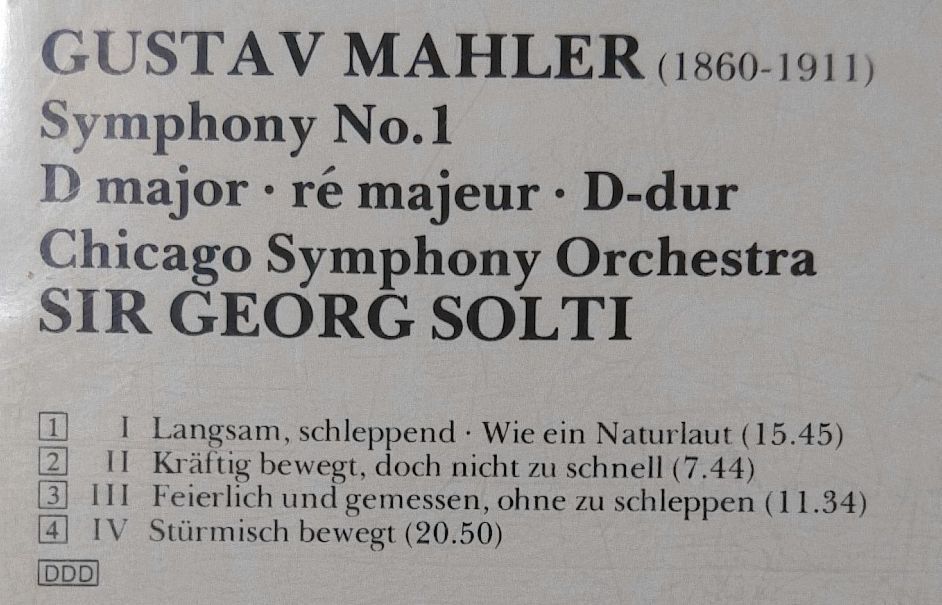 GUSTAV MAHLER (1860-1911)
Symphony No.1
D major · ré majeur · D-dur
Chicago Symphony Orchestra
SIR GEORG SOLTI
1 I Langsam, schleppend · Wie ein Naturlaut (15.45)
2 II Kräftig bewegt, doch nicht zu schnell (7.44)
3 III Feierlich und gemessen, ohne zu schleppen (11.34)
4 IV Stürmisch bewegt (20.50)
DDD